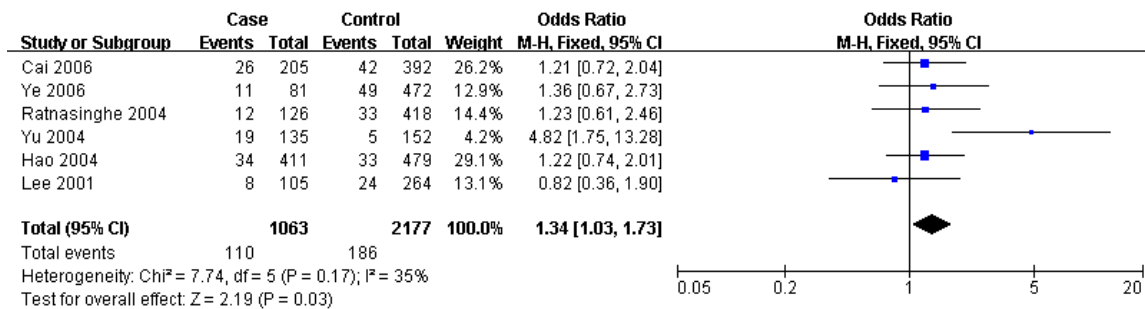 Case Control Odds Ratio Odds Ratio
Study or Subgroup Events Total Events Total Weight M-H, Fixed, 95% CI M-H, Fixed, 95% CI
Cai 2006 26 205 42 392 26.2% 1.21 [0.72, 2.04]
Ye 2006 11 81 49 472 12.9% 1.36 [0.67, 2.73]
Ratnasinghe 2004 12 126 33 418 14.4% 1.23 [0.61, 2.46]
Yu 2004 19 135 5 152 4.2% 4.82 [1.75, 13.28]
Hao 2004 34 411 33 479 29.1% 1.22 [0.74, 2.01]
Lee 2001 8 105 24 264 13.1% 0.82 [0.36, 1.90]
Total (95% CI) 1063 2177 100.0% 1.34 [1.03, 1.73]
Total events 110 186
Heterogeneity: Chi² = 7.74, df = 5 (P = 0.17); I² = 35%
Test for overall effect: Z = 2.19 (P = 0.03)
0.05 0.2 1 5 20